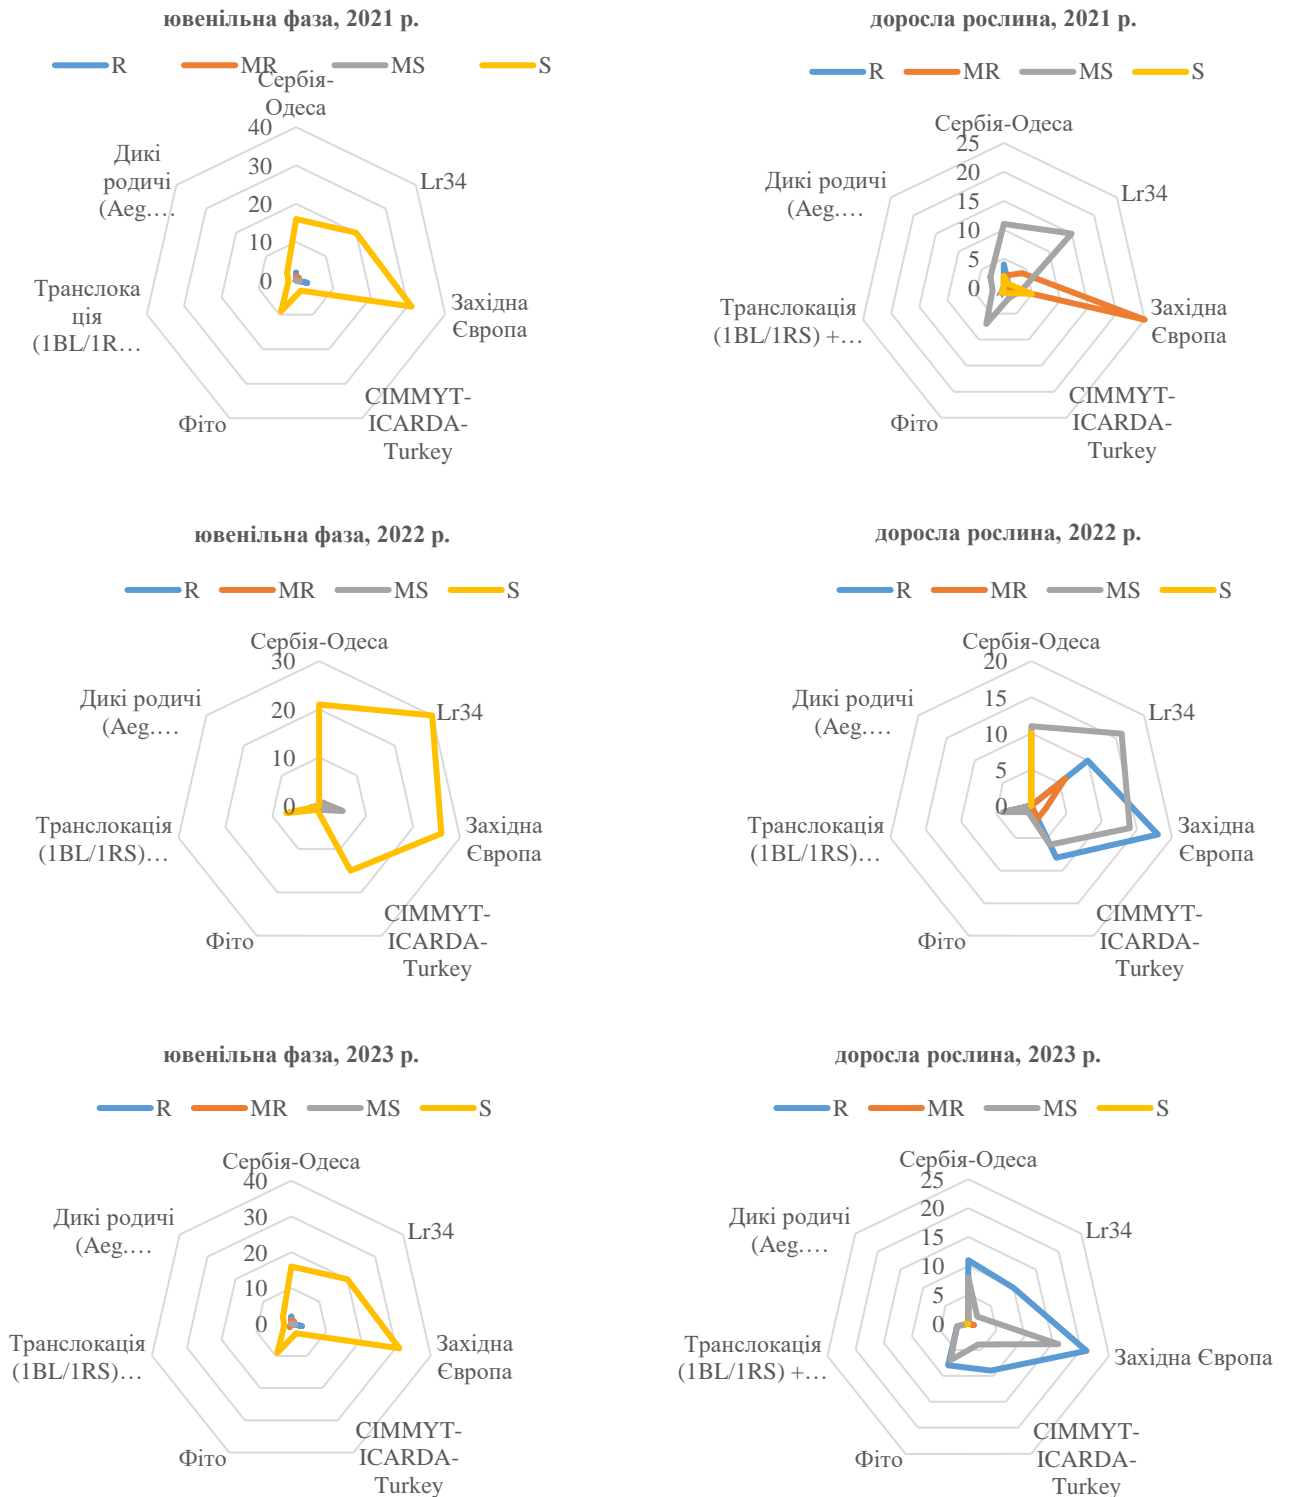 ювенільна фаза, 2021 р.
R MR MS S
Сербія-
Одеса
40
30
20
10
0
Lr34
Західна
Європа
CIMMYT-
ICARDA-
Turkey
Фіто
Транслока
ція
(1BL/1R…
Дикі
родичі
(Aeg.…
доросла рослина, 2021 р.
R MR MS S
Сербія-Одеса
25
20
15
10
5
0
Lr34
Західна
Європа
CIMMYT-
ICARDA-
Turkey
Фіто
Транслокація
(1BL/1RS) +…
Дикі родичі
(Aeg.…
ювенільна фаза, 2022 р.
R MR MS S
Сербія-Одеса
30
20
10
0
Lr34
Західна
Європа
CIMMYT-
ICARDA-
Turkey
Фіто
Транслокація
(1BL/1RS)…
Дикі родичі
(Aeg.…
доросла рослина, 2022 р.
R MR MS S
Сербія-Одеса
20
15
10
5
0
Lr34
Західна
Європа
CIMMYT-
ICARDA-
Turkey
Фіто
Транслокація
(1BL/1RS)…
Дикі родичі
(Aeg.…
ювенільна фаза, 2023 р.
R MR MS S
Сербія-Одеса
40
30
20
10
0
Lr34
Західна
Європа
CIMMYT-
ICARDA-
Turkey
Фіто
Транслокація
(1BL/1RS)…
Дикі родичі
(Aeg.…
доросла рослина, 2023 р.
R MR MS S
Сербія-Одеса
25
20
15
10
5
0
Lr34
Західна Європа
CIMMYT-
ICARDA-
Turkey
Фіто
Транслокація
(1BL/1RS) +…
Дикі родичі
(Aeg.…